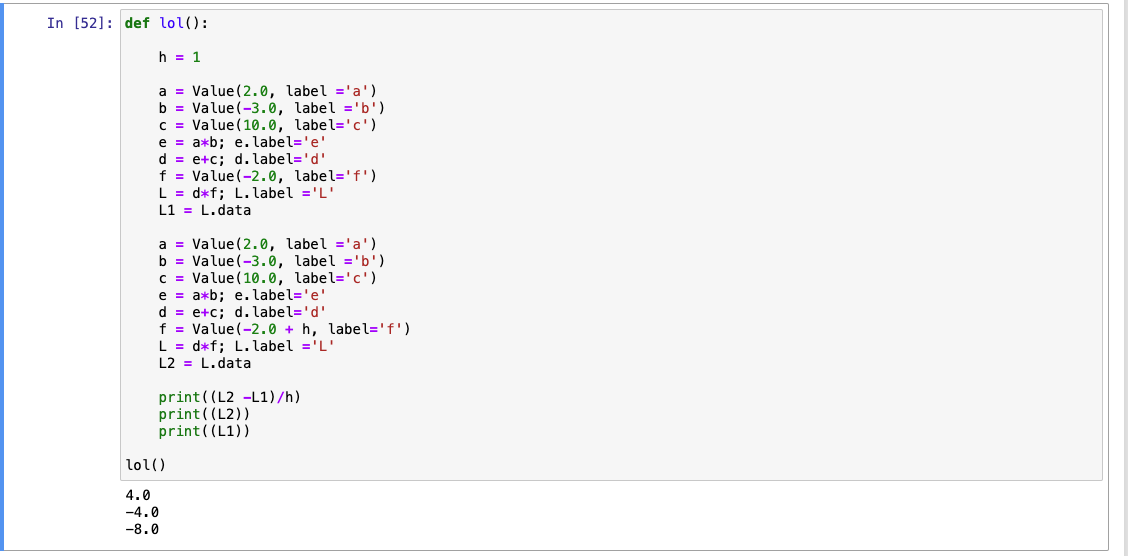 In [52]: def lol():
h = 1
a = Value(2.0, label ='a')
b = Value(-3.0, label ='b')
c = Value(10.0, label='c')
e = a*b; e.label='e'
d = e+c; d.label='d'
f = Value(-2.0, label='f')
L = d*f; L.label ='L'
L1 = L.data
a = Value(2.0, label ='a')
b = Value(-3.0, label ='b')
c = Value(10.0, label='c')
e = a*b; e.label='e'
d = e+c; d.label='d'
f = Value(-2.0 + h, label='f')
L = d*f; L.label ='L'
L2 = L.data
print((L2 -L1)/h)
print((L2))
print((L1))
lol()
4.0
-4.0
-8.0